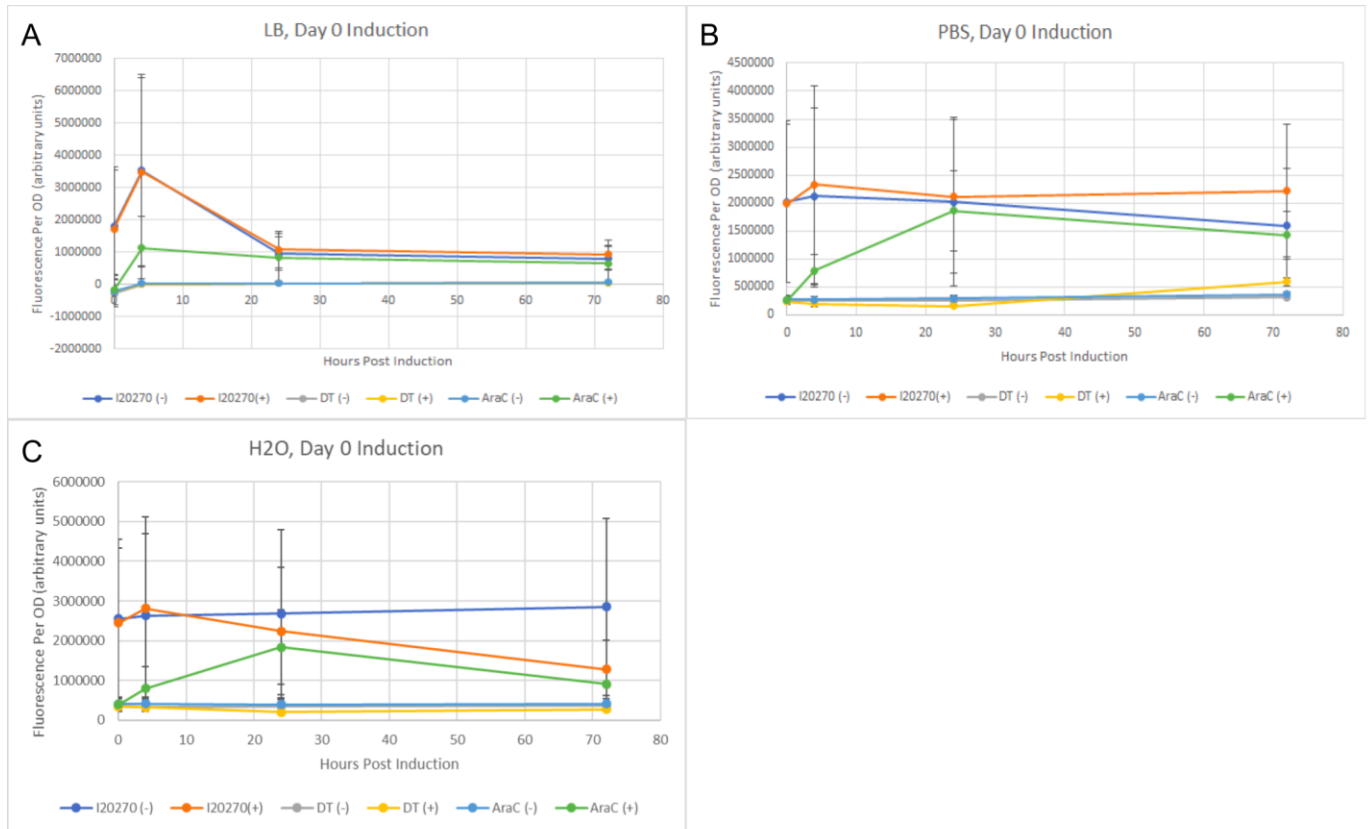 A
LB, Day 0 Induction
Fluorescence Per OD (arbitrary units)
7000000
6000000
5000000
4000000
3000000
2000000
1000000
0
-1000000
-2000000
0 10 20 30 40 50 60 70 80
Hours Post Induction
I20270 (-) I20270(+) DT (-) DT (+) AraC (-) AraC (+)
B
PBS, Day 0 Induction
Fluorescence Per OD (arbitrary units)
4500000
4000000
3500000
3000000
2500000
2000000
1500000
1000000
500000
0
0 10 20 30 40 50 60 70 80
Hours Post Induction
I20270 (-) I20270(+) DT (-) DT (+) AraC (-) AraC (+)
C
H2O, Day 0 Induction
Fluorescence Per OD (arbitrary units)
6000000
5000000
4000000
3000000
2000000
1000000
0
0 10 20 30 40 50 60 70 80
Hours Post Induction
I20270 (-) I20270(+) DT (-) DT (+) AraC (-) AraC (+)